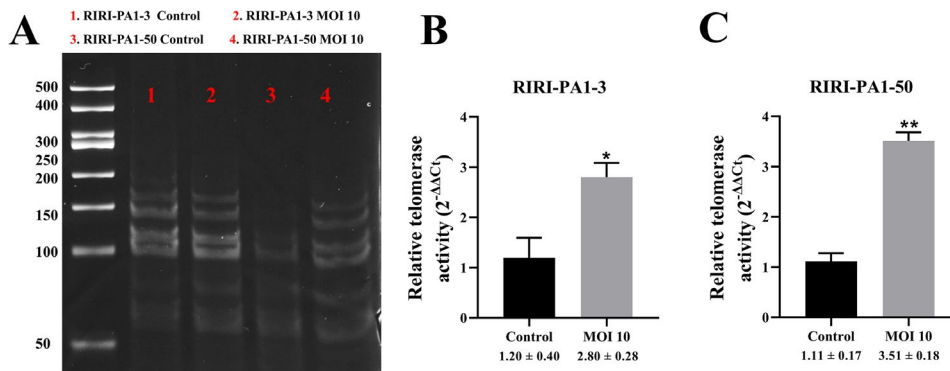 A
1. RIRI-PA1-3 Control 2. RIRI-PA1-3 MOI 10
3. RIRI-PA1-50 Control 4. RIRI-PA1-50 MOI 10
500
400
300
250
200
150
100
50
1 2 3 4
B
RIRI-PA1-3
Relative telomerase
activity (2^-ΔΔCt)
4
3
2
1
0
*
Control MOI 10
1.20 ± 0.40 2.80 ± 0.28
C
RIRI-PA1-50
Relative telomerase
activity (2^-ΔΔCt)
4
3
2
1
0
**
Control MOI 10
1.11 ± 0.17 3.51 ± 0.18